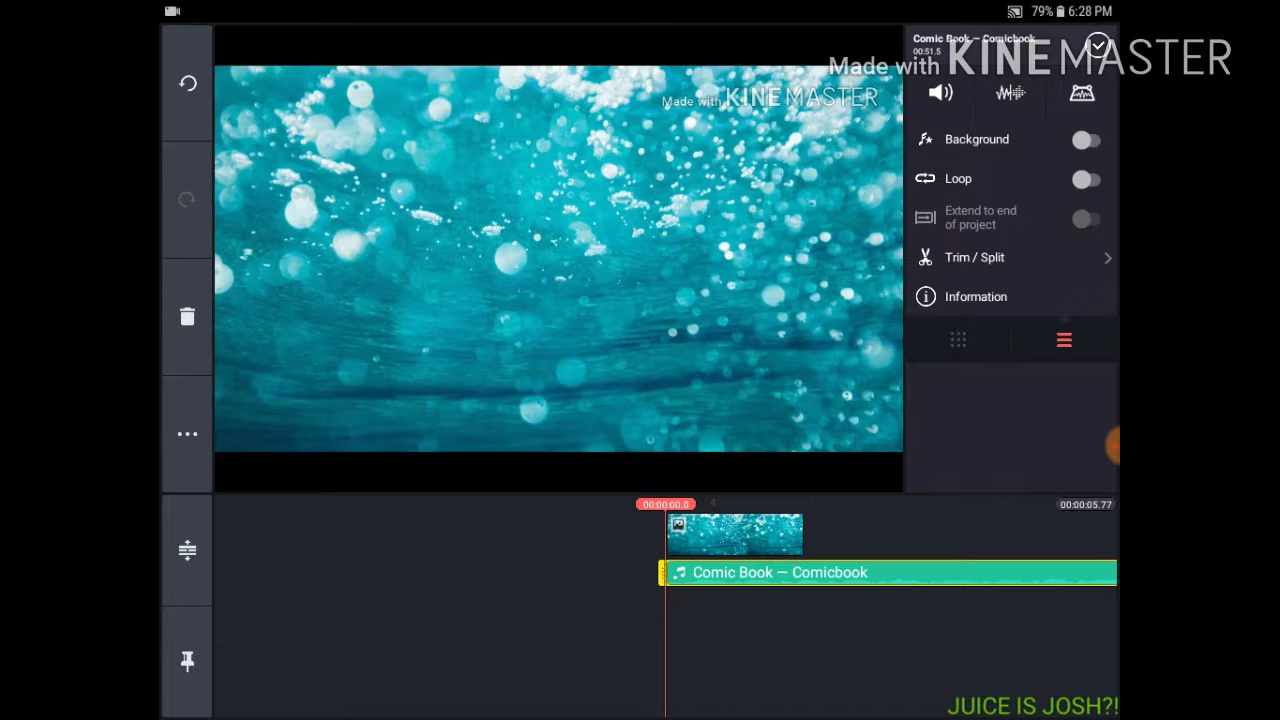 79% 6:28 PM
Comic Book — Comicbook
00:51.5
Made with KINEMASTER
Made with KINEMASTER
Background
Loop
Extend to end
of project
Trim / Split
Information
00:00:00.0
4
00:00:05.77
Comic Book — Comicbook
JUICE IS JOSH?!